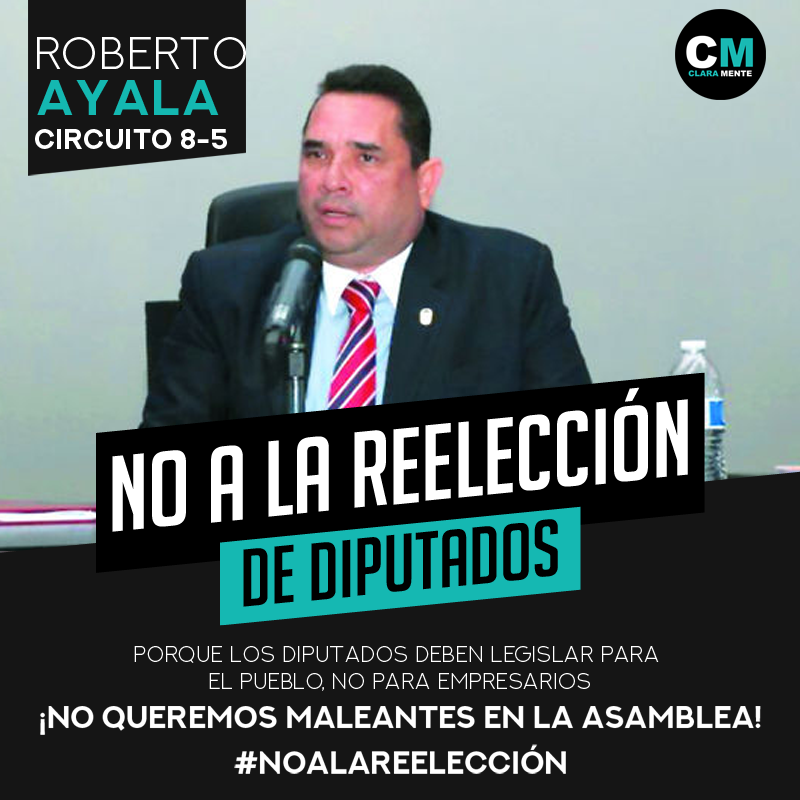 ROBERTO
AYALA
CIRCUITO 8-5
CM
CLARA MENTE
NO A LA REELECCIÓN
DE DIPUTADOS
PORQUE LOS DIPUTADOS DEBEN LEGISLAR PARA
EL PUEBLO, NO PARA EMPRESARIOS
¡NO QUEREMOS MALEANTES EN LA ASAMBLEA!
#NOALAREELECCIÓN